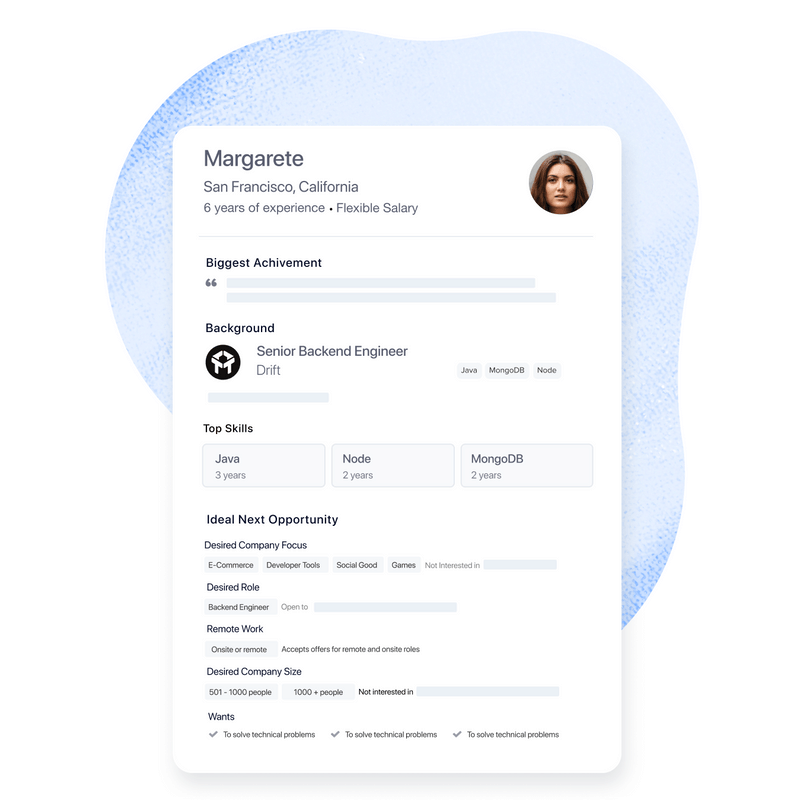 Margarete
San Francisco, California
6 years of experience • Flexible Salary
Biggest Achivement
“
Background
Senior Backend Engineer
Drift
Java MongoDB Node
Top Skills
Java Node MongoDB
3 years 2 years 2 years
Ideal Next Opportunity
Desired Company Focus
E-Commerce Developer Tools Social Good Games Not Interested in
Desired Role
Backend Engineer Open to
Remote Work
Onsite or remote Accepts offers for remote and onsite roles
Desired Company Size
501 - 1000 people 1000 + people Not interested in
Wants
To solve technical problems To solve technical problems To solve technical problems